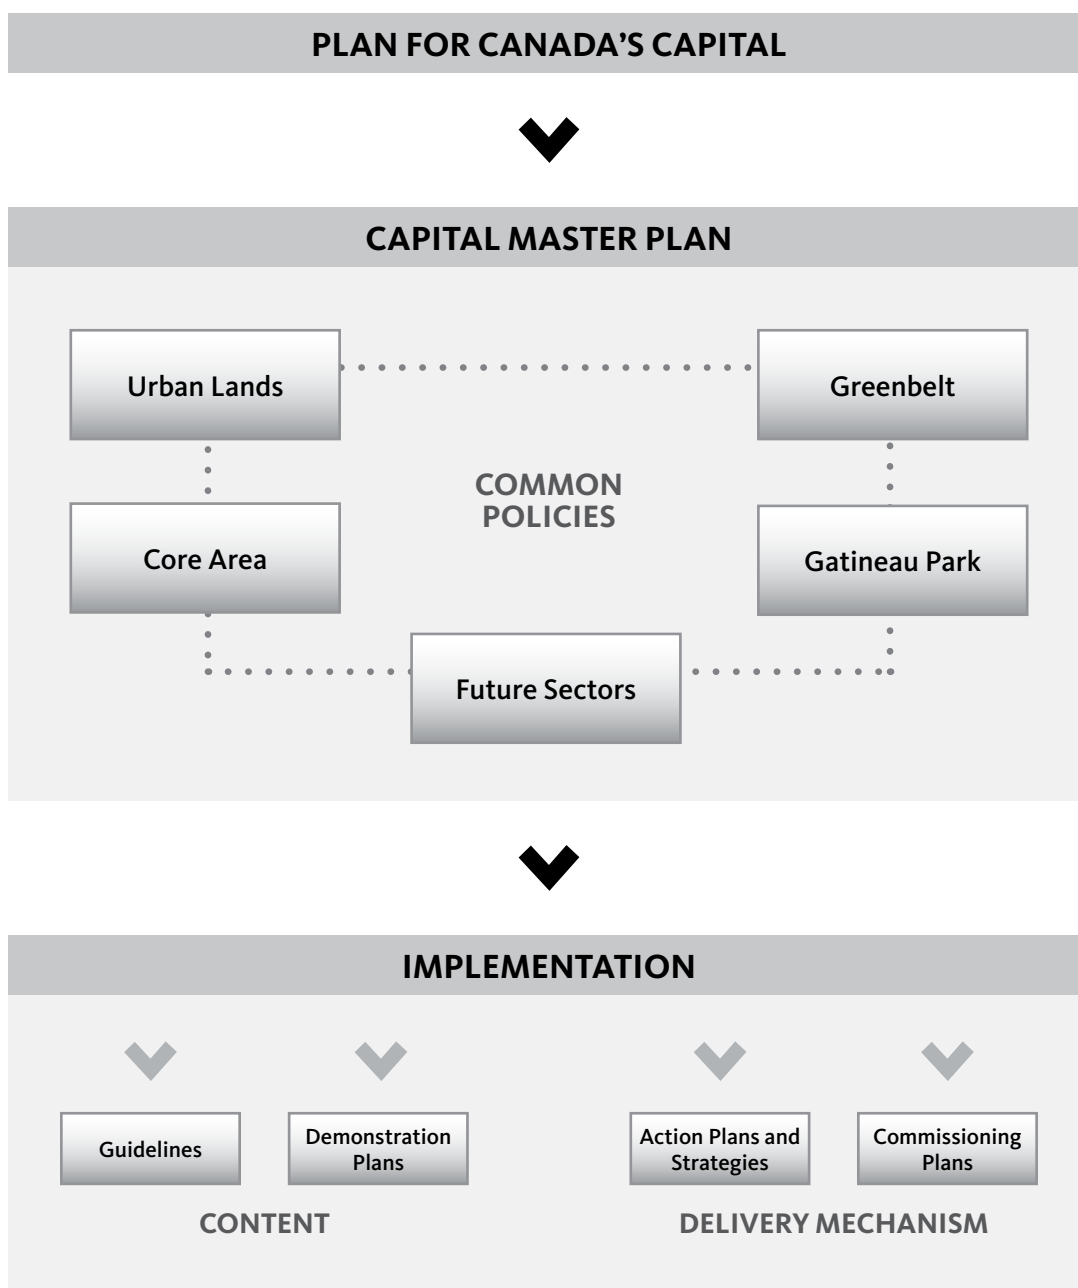 PLAN FOR CANADA’S CAPITAL
CAPITAL MASTER PLAN
Urban Lands
Greenbelt
COMMON
POLICIES
Core Area
Gatineau Park
Future Sectors
IMPLEMENTATION
Guidelines
Demonstration
Plans
Action Plans and
Strategies
Commissioning
Plans
CONTENT
DELIVERY MECHANISM